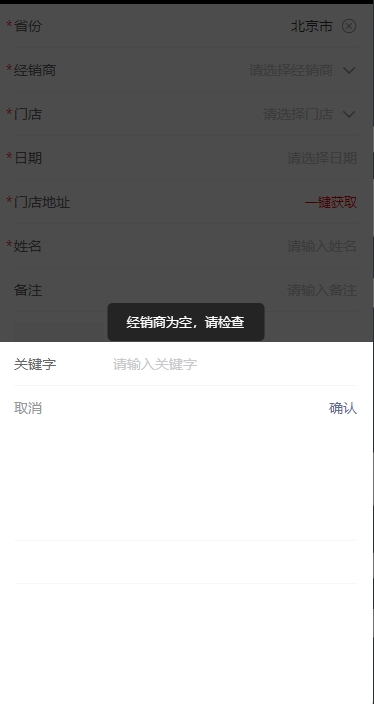 *省份 北京市
*经销商 请选择经销商
*门店 请选择门店
*日期 请选择日期
*门店地址 一键获取
*姓名 请输入姓名
备注 请输入备注
经销商为空，请检查
关键字 请输入关键字
取消 确认